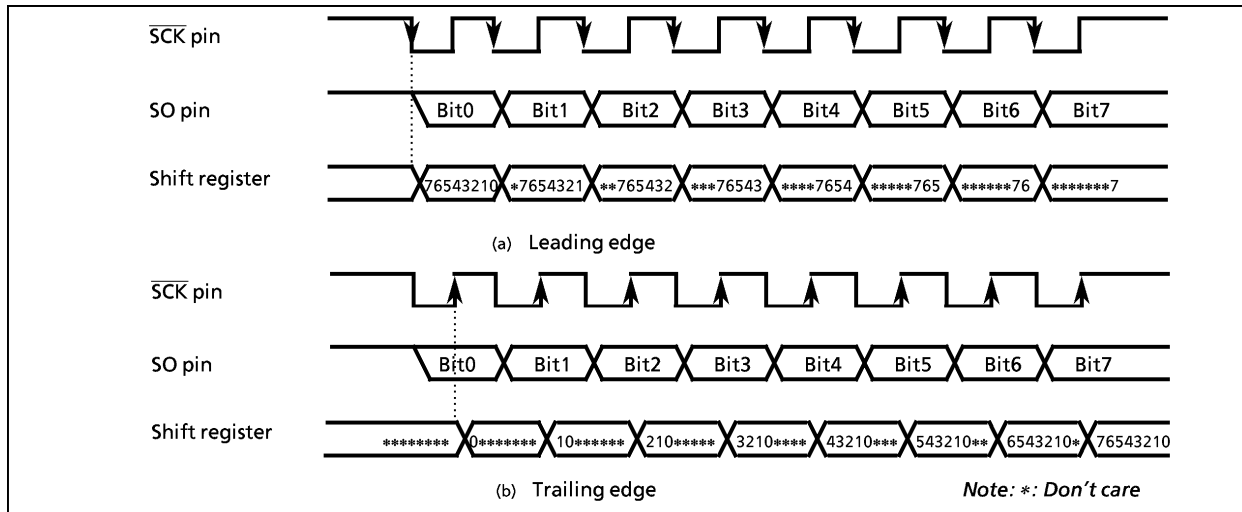 SCK pin
SO pin Bit0 Bit1 Bit2 Bit3 Bit4 Bit5 Bit6 Bit7
Shift register 76543210 *7654321 **765432 ***76543 ****7654 *****765 ******76 *******7
(a) Leading edge
SCK pin
SO pin Bit0 Bit1 Bit2 Bit3 Bit4 Bit5 Bit6 Bit7
Shift register ******** 0******* 10****** 210***** 3210**** 43210*** 543210** 6543210* 76543210
(b) Trailing edge Note: *: Don't care